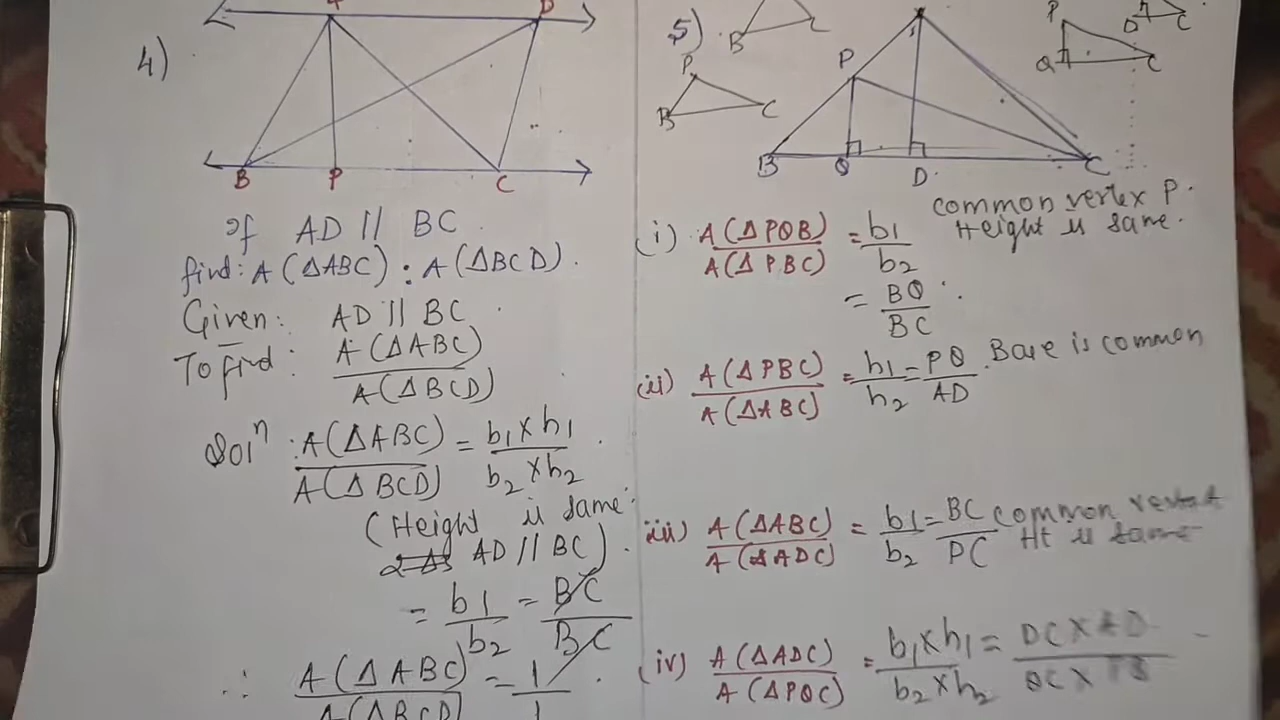 4)
D
B P C
If AD // BC
find: A (ΔABC) : A (ΔBCD).
Given: AD // BC
To find: A (ΔABC)
A (ΔBCD)
Solⁿ : A (ΔABC) = b1 x h1
A (ΔBCD) b2 x h2
(Height is same
AD // BC).
= b1 = BC
b2 BC
∴ A (ΔABC) = 1
A (ΔBCD) 1
5)
B C
P
B C
P
B Q D C
P
Q C
D C
(i) A (ΔPQB) = b1 common vertex P.
A (ΔPBC) b2 Height is same.
= BQ
BC
(ii) A (ΔPBC) = h1 = PQ. Base is common
A (ΔABC) h2 AD
iii) A (ΔABC) = b1 = BC common
A (ΔADC) b2 PC Ht is same
(iv) A (ΔADC) = b1 x h1 = DC x AD
A (ΔPQC) b2 x h2 QC x